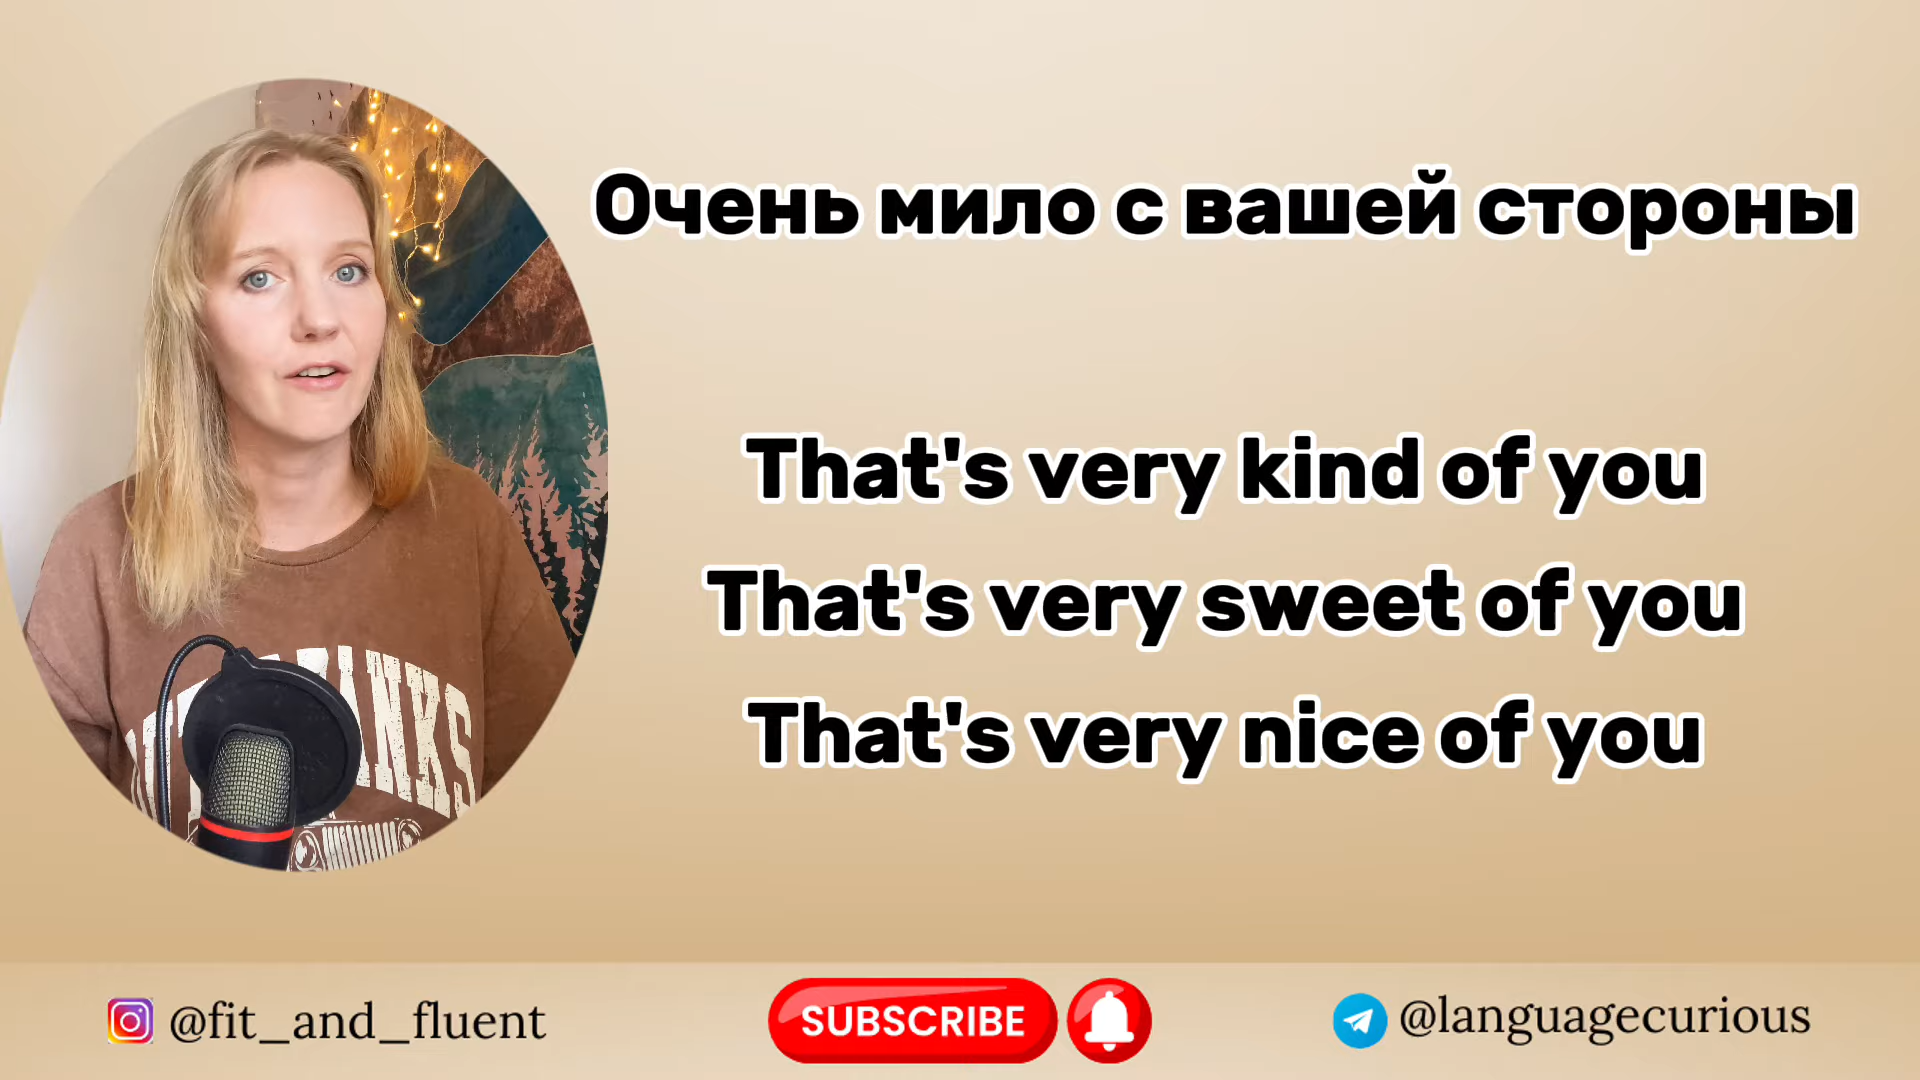 Очень мило с вашей стороны
That's very kind of you
That's very sweet of you
That's very nice of you
@fit_and_fluent
SUBSCRIBE
@languagecurious